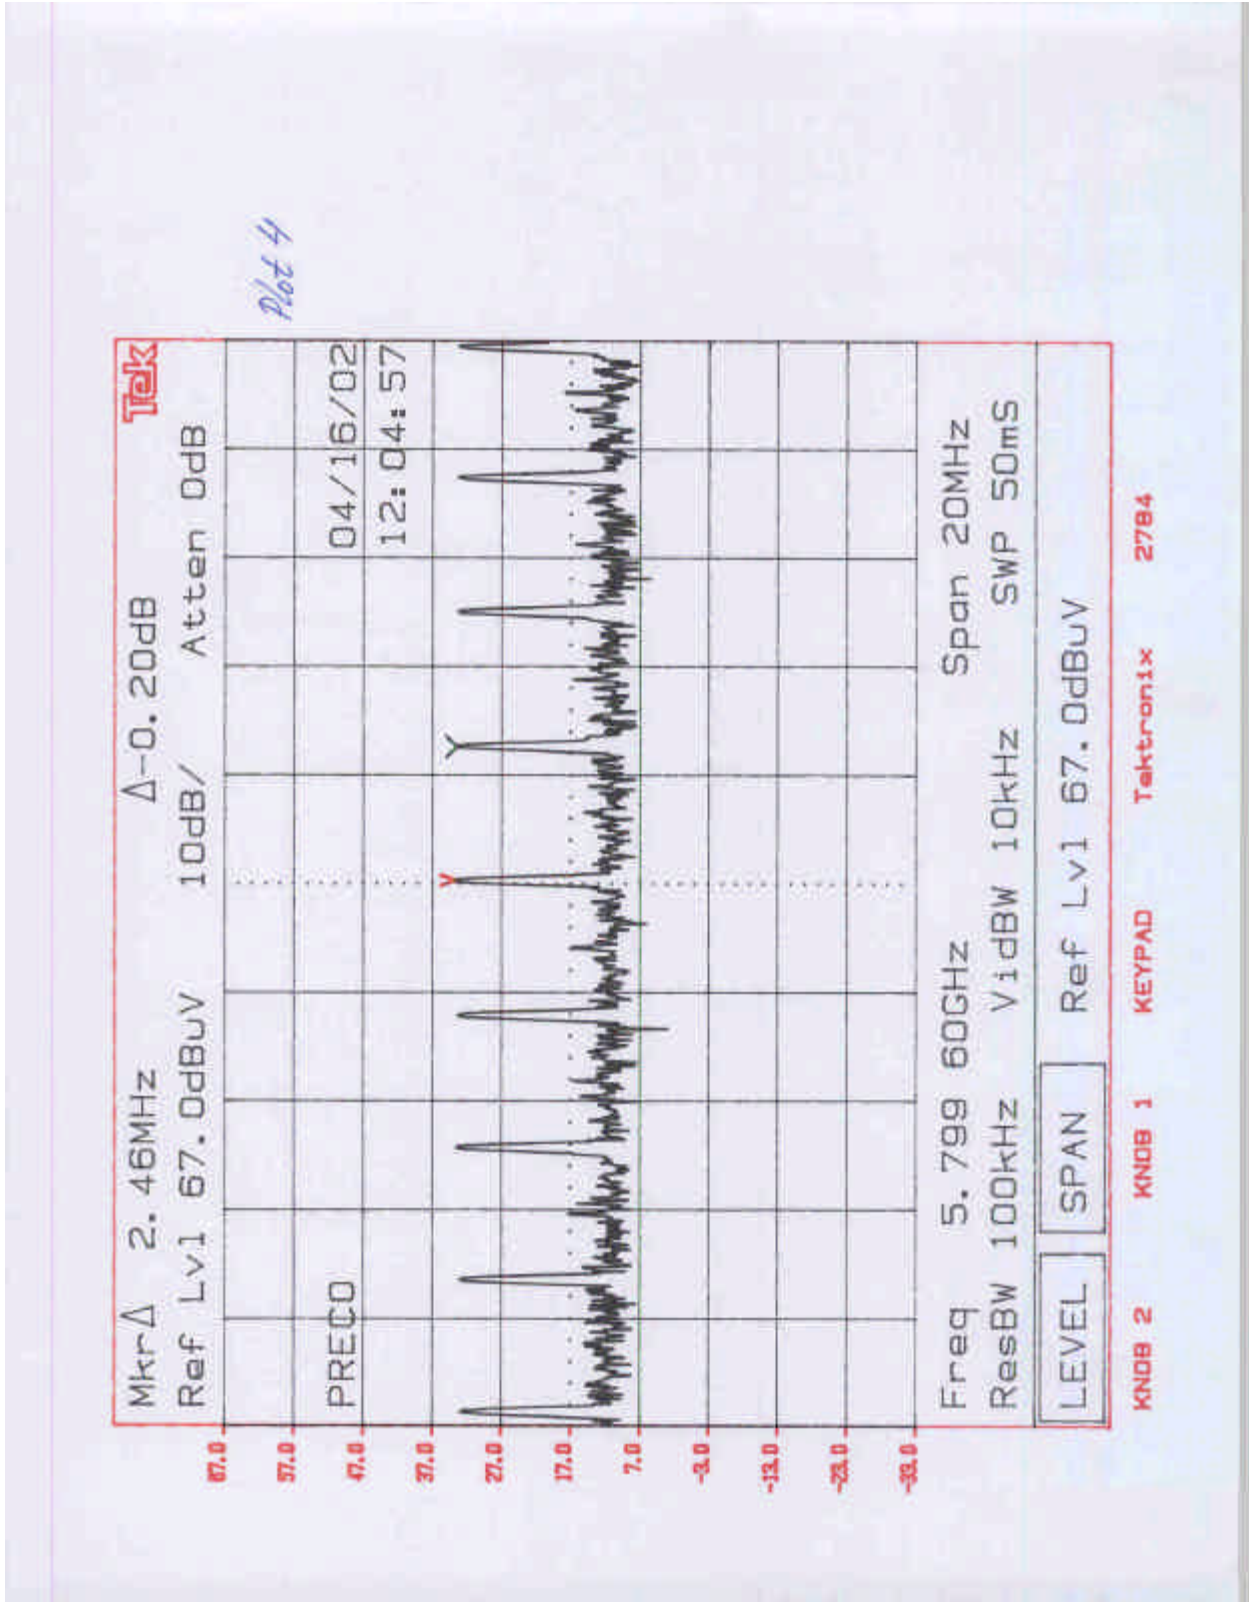 Plot 4
MkrΔ 2.46MHz Δ-0.20dB Tek
Ref Lvl 67.0dBuV 10dB/ Atten 0dB
67.0
57.0
PRECO 04/16/02
47.0
12:04:57
37.0
27.0
17.0
7.0
-3.0
-13.0
-23.0
-33.0
Freq 5.799 60GHz Span 20MHz
ResBW 100kHz VidBW 10kHz SWP 50mS
LEVEL SPAN Ref Lvl 67.0dBuV
KNOB 2 KNOB 1 KEYPAD Tektronix 2784